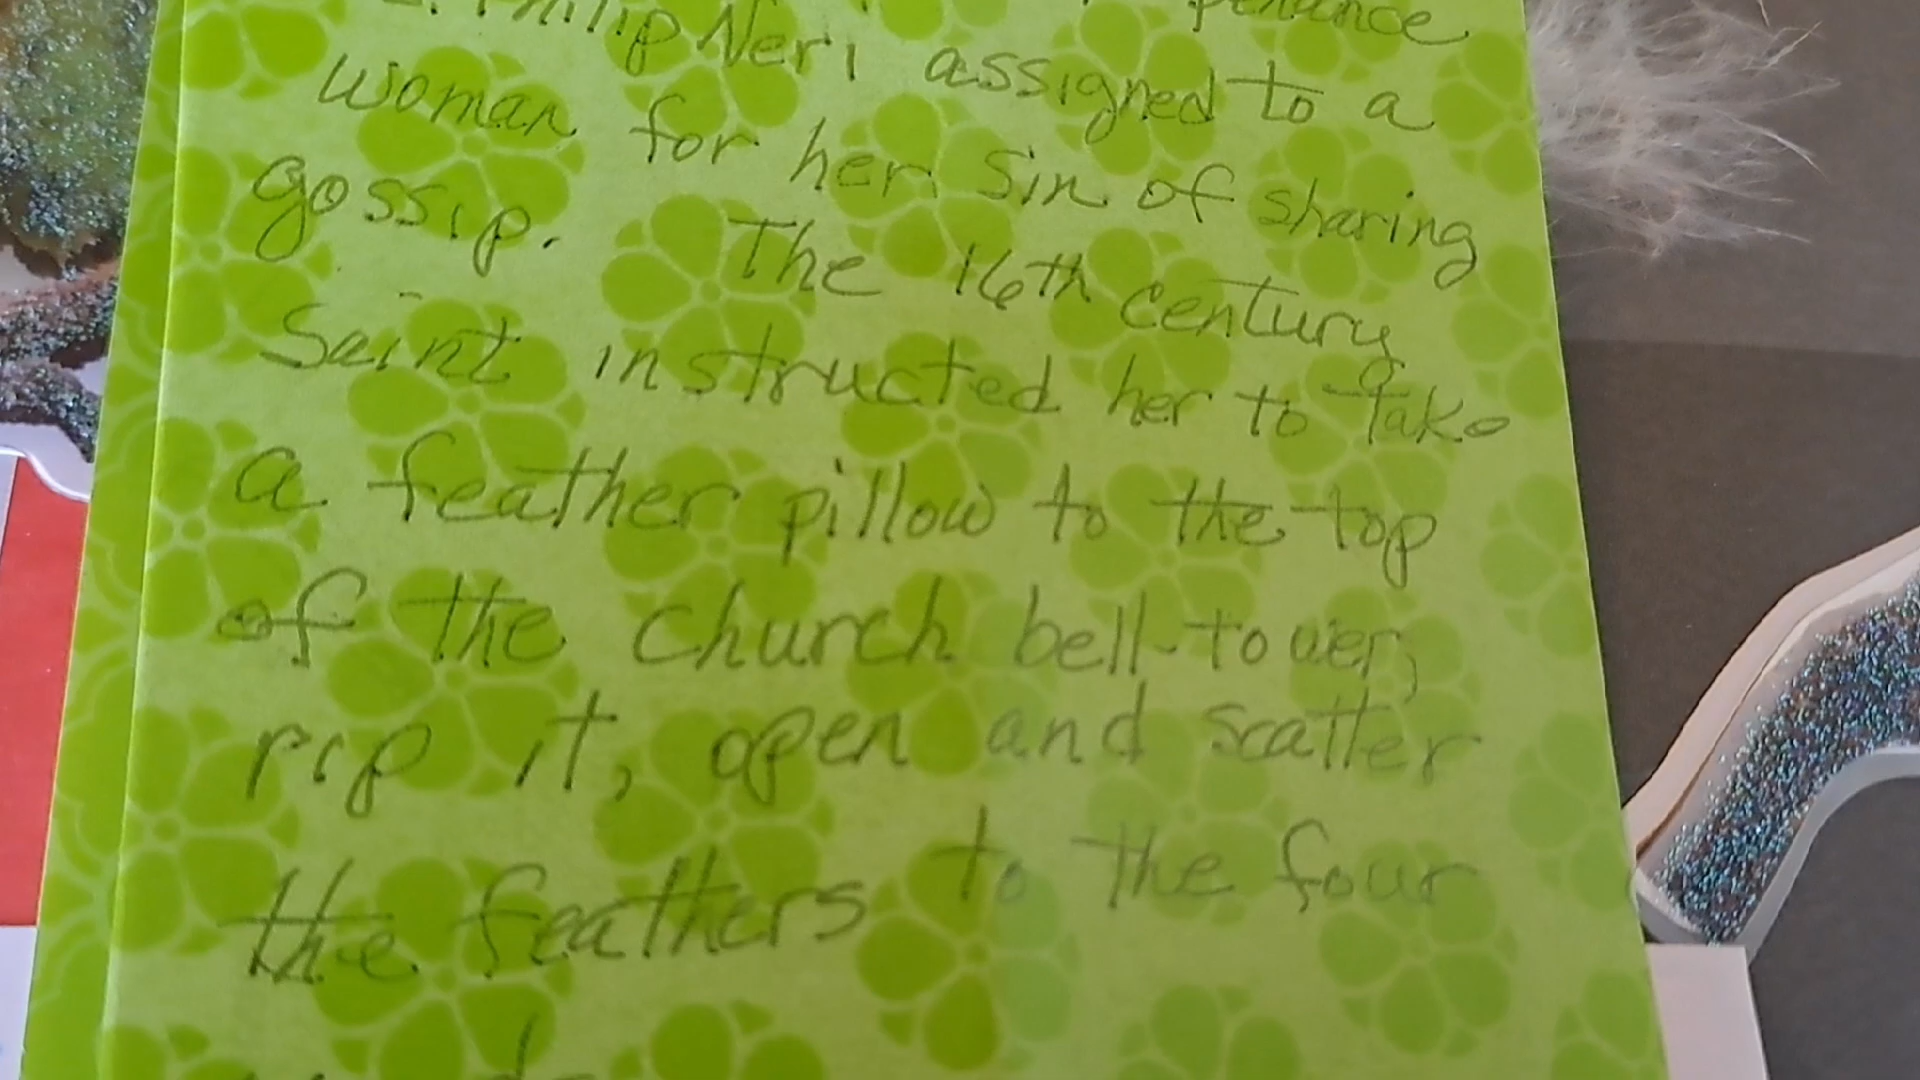 penance
Philip Neri assigned to a
woman for her sin of sharing
gossip. The 16th century
Saint instructed her to take
a feather pillow to the top
of the church bell-tower,
rip it, open and scatter
the feathers to the four